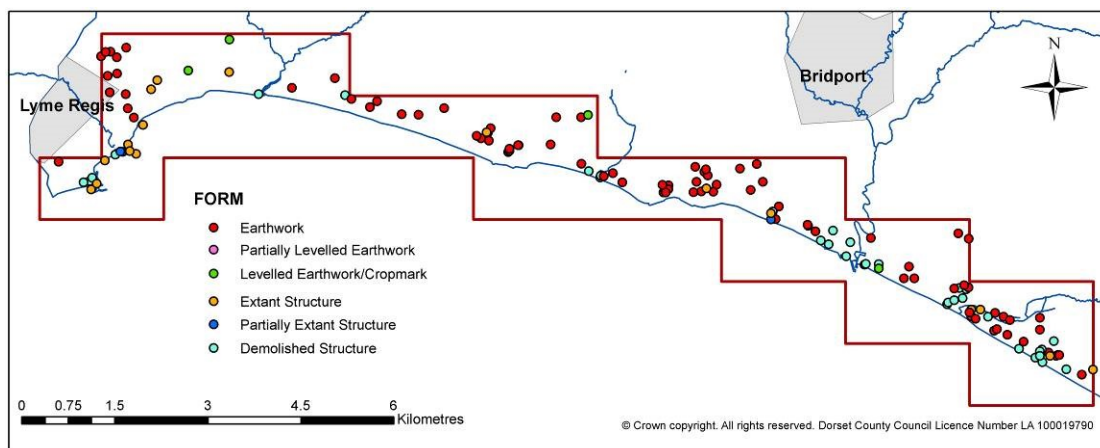 Bridport
N
Lyme Regis
FORM
Earthwork
Partially Levelled Earthwork
Levelled Earthwork/Cropmark
Extant Structure
Partially Extant Structure
Demolished Structure
0 0.75 1.5 3 4.5 6
Kilometres
© Crown copyright. All rights reserved. Dorset County Council Licence Number LA 100019790